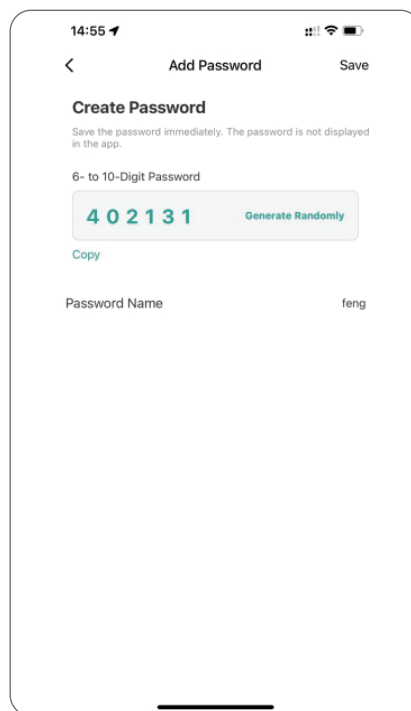 14:55
Add Password
Save
Create Password
Save the password immediately. The password is not displayed
in the app.
6- to 10-Digit Password
402131
Generate Randomly
Copy
Password Name
feng